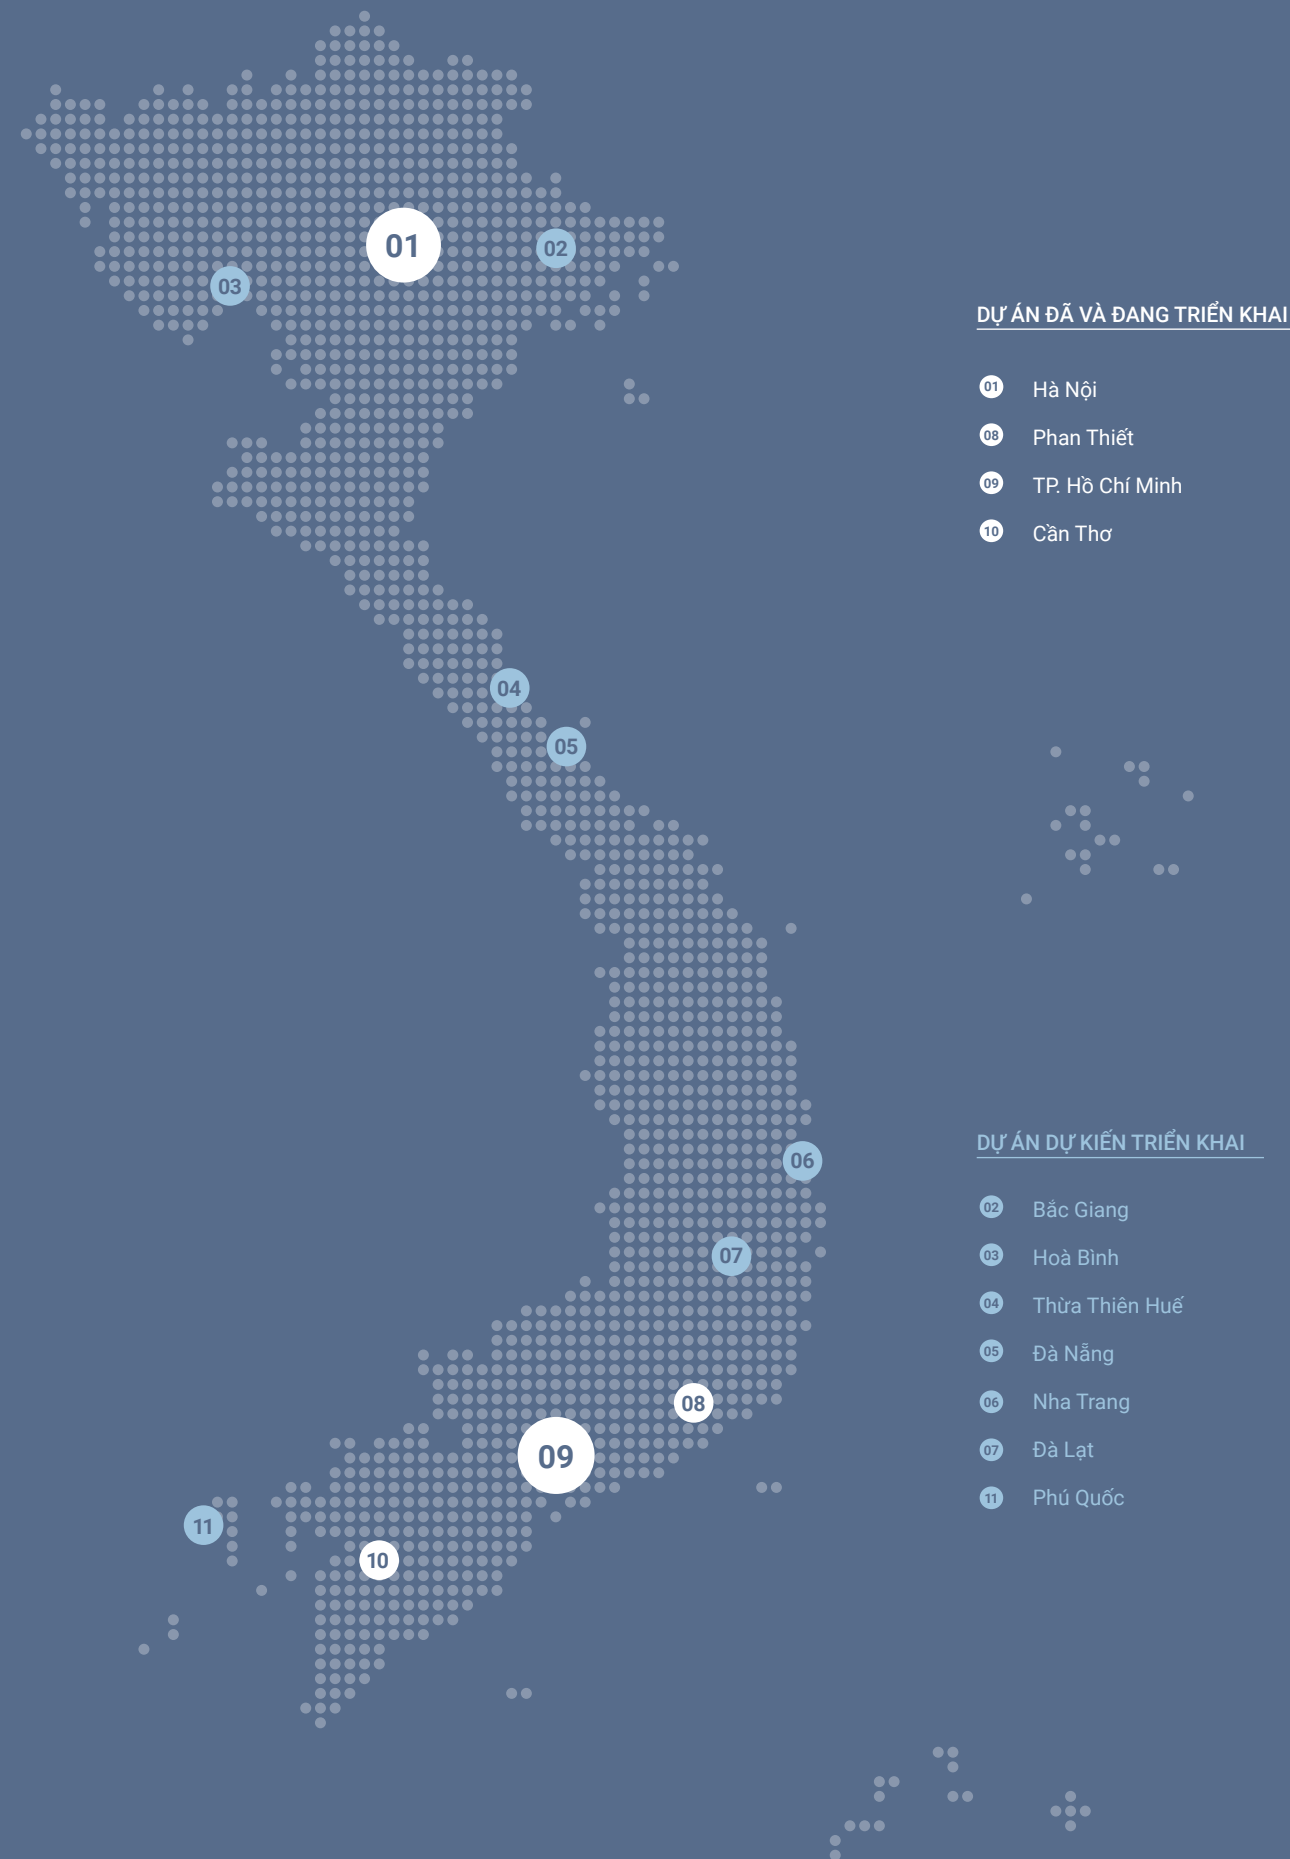 01
02
03
DỰ ÁN ĐÃ VÀ ĐANG TRIỂN KHAI
01 Hà Nội
08 Phan Thiết
09 TP. Hồ Chí Minh
10 Cần Thơ
04
05
DỰ ÁN DỰ KIẾN TRIỂN KHAI
06
02 Bắc Giang
03 Hoà Bình
07
04 Thừa Thiên Huế
05 Đà Nẵng
06 Nha Trang
08
07 Đà Lạt
09
11 Phú Quốc
11
10